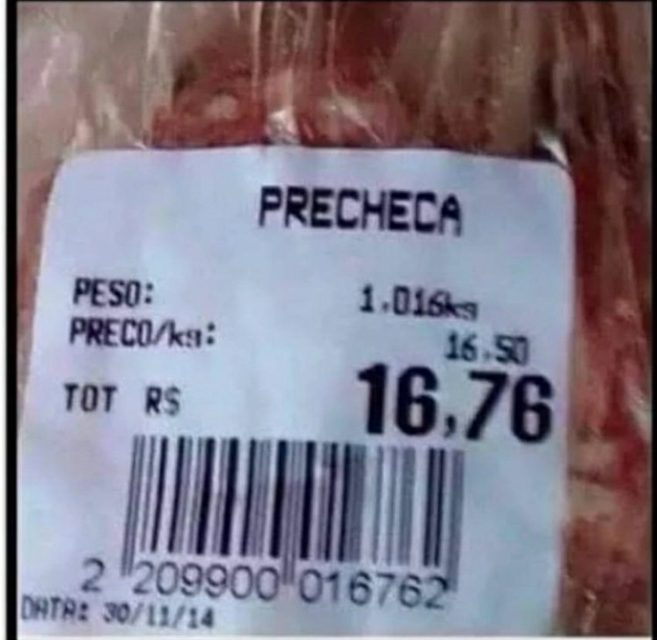 PRECHECA
PESO: 1.016kg
PRECO/kg: 16.50
TOT R$ 16,76
2 209900 016762
DATA: 30/11/14